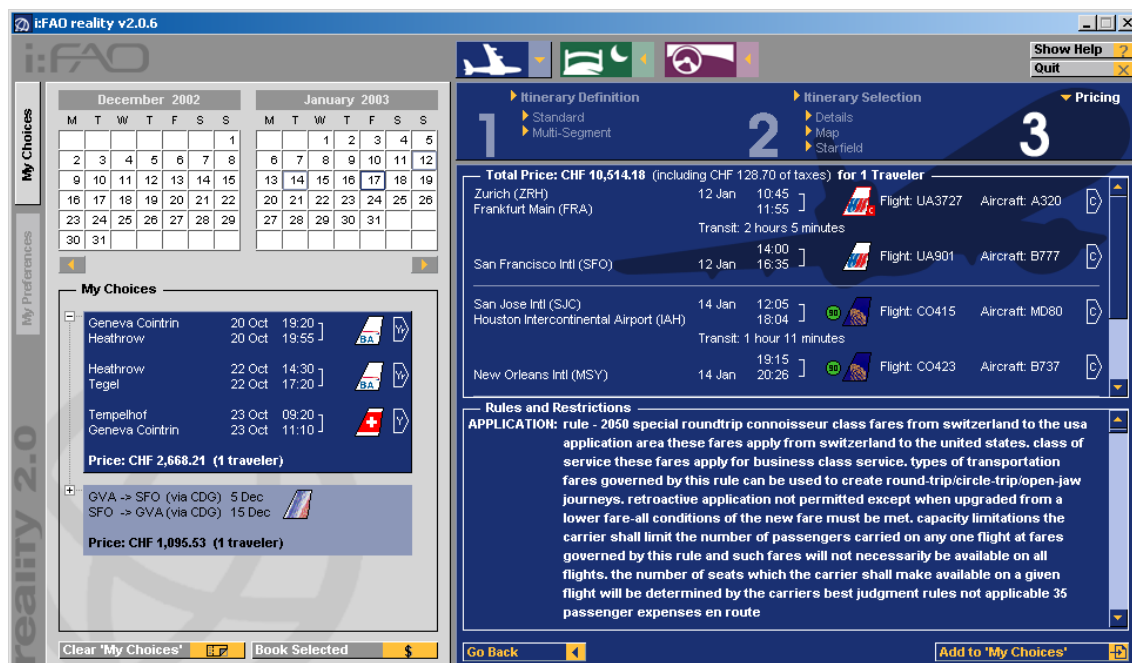 i:FAO reality v2.0.6
i:FAO
Show Help ?
Quit X
My Choices
My Preferences
reality 2.0
December 2002
M T W T F S S
1
2 3 4 5 6 7 8
9 10 11 12 13 14 15
16 17 18 19 20 21 22
23 24 25 26 27 28 29
30 31
January 2003
M T W T F S S
1 2 3 4 5
6 7 8 9 10 11 12
13 14 15 16 17 18 19
20 21 22 23 24 25 26
27 28 29 30 31
My Choices
Geneva Cointrin 20 Oct 19:20
Heathrow 20 Oct 19:55 BA
Heathrow 22 Oct 14:30
Tegel 22 Oct 17:20 BA
Tempelhof 23 Oct 09:20 Y
Geneva Cointrin 23 Oct 11:10
Price: CHF 2,668.21 (1 traveler)
GVA -> SFO (via CDG) 5 Dec
SFO -> GVA (via CDG) 15 Dec
Price: CHF 1,095.53 (1 traveler)
Clear 'My Choices'
Book Selected $
1 Itinerary Definition
Standard
Multi-Segment
2 Itinerary Selection
Details
Map
Starfield
3 Pricing
Total Price: CHF 10,514.18 (including CHF 128.70 of taxes) for 1 Traveler
Zurich (ZRH) 12 Jan 10:45 Flight: UA3727 Aircraft: A320 C
Frankfurt Main (FRA) 11:55
Transit: 2 hours 5 minutes
14:00 Flight: UA901 Aircraft: B777 C
San Francisco Intl (SFO) 12 Jan 16:35
San Jose Intl (SJC) 14 Jan 12:05 Flight: CO415 Aircraft: MD80 C
Houston Intercontinental Airport (IAH) 18:04
Transit: 1 hour 11 minutes
19:15 Flight: CO423 Aircraft: B737 C
New Orleans Intl (MSY) 14 Jan 20:26
Rules and Restrictions
APPLICATION: rule - 2050 special roundtrip connoisseur class fares from switzerland to the usa
application area these fares apply from switzerland to the united states. class of
service these fares apply for business class service. types of transportation
fares governed by this rule can be used to create round-trip/circle-trip/open-jaw
journeys. retroactive application not permitted except when upgraded from a
lower fare-all conditions of the new fare must be met. capacity limitations the
carrier shall limit the number of passengers carried on any one flight at fares
governed by this rule and such fares will not necessarily be available on all
flights. the number of seats which the carrier shall make available on a given
flight will be determined by the carriers best judgment rules not applicable 35
passenger expenses en route
Go Back
Add to 'My Choices'